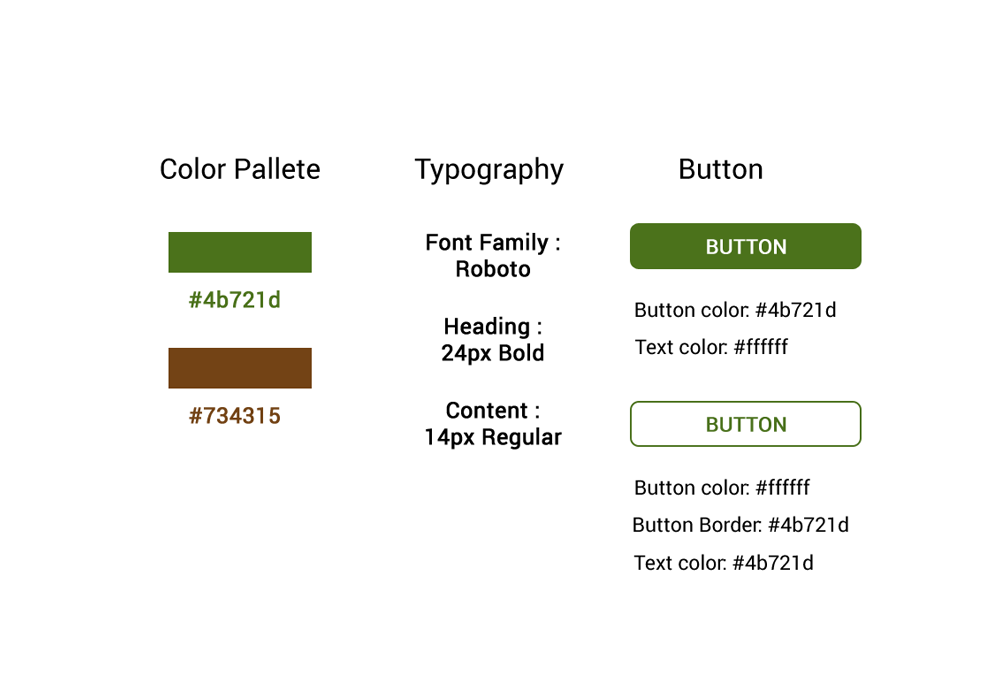 Color Pallete
#4b721d
#734315
Typography
Font Family :
Roboto
Heading :
24px Bold
Content :
14px Regular
Button
BUTTON
Button color: #4b721d
Text color: #ffffff
BUTTON
Button color: #ffffff
Button Border: #4b721d
Text color: #4b721d